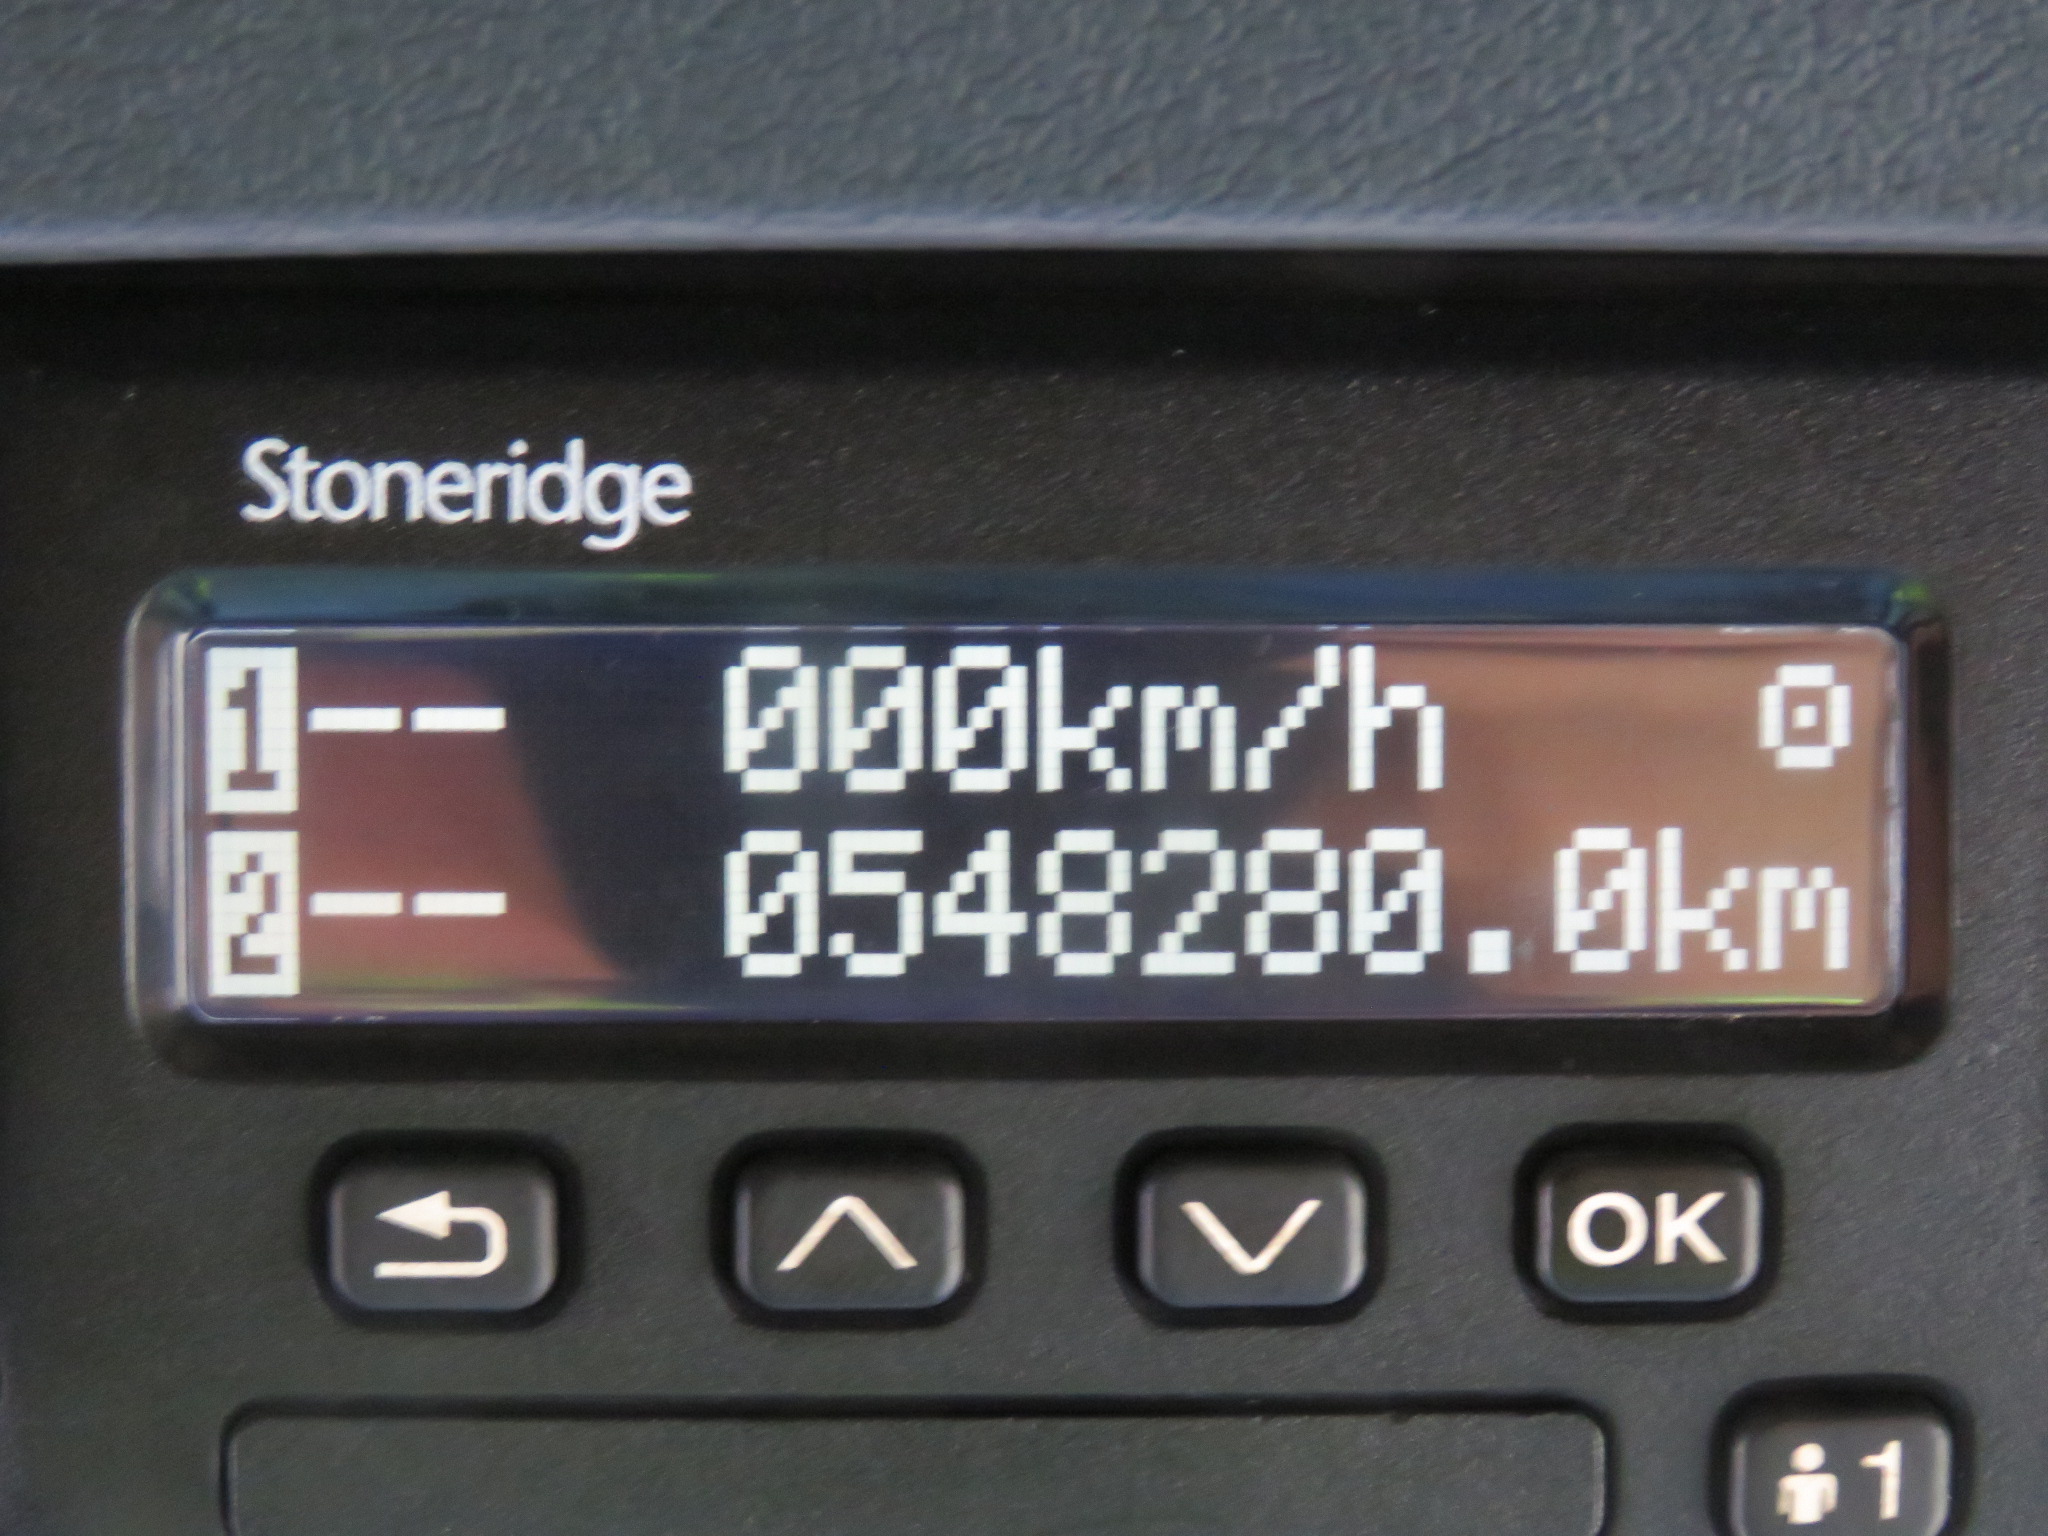 Stoneridge
1-- 000km/h
2-- 0548280.0km
OK
1